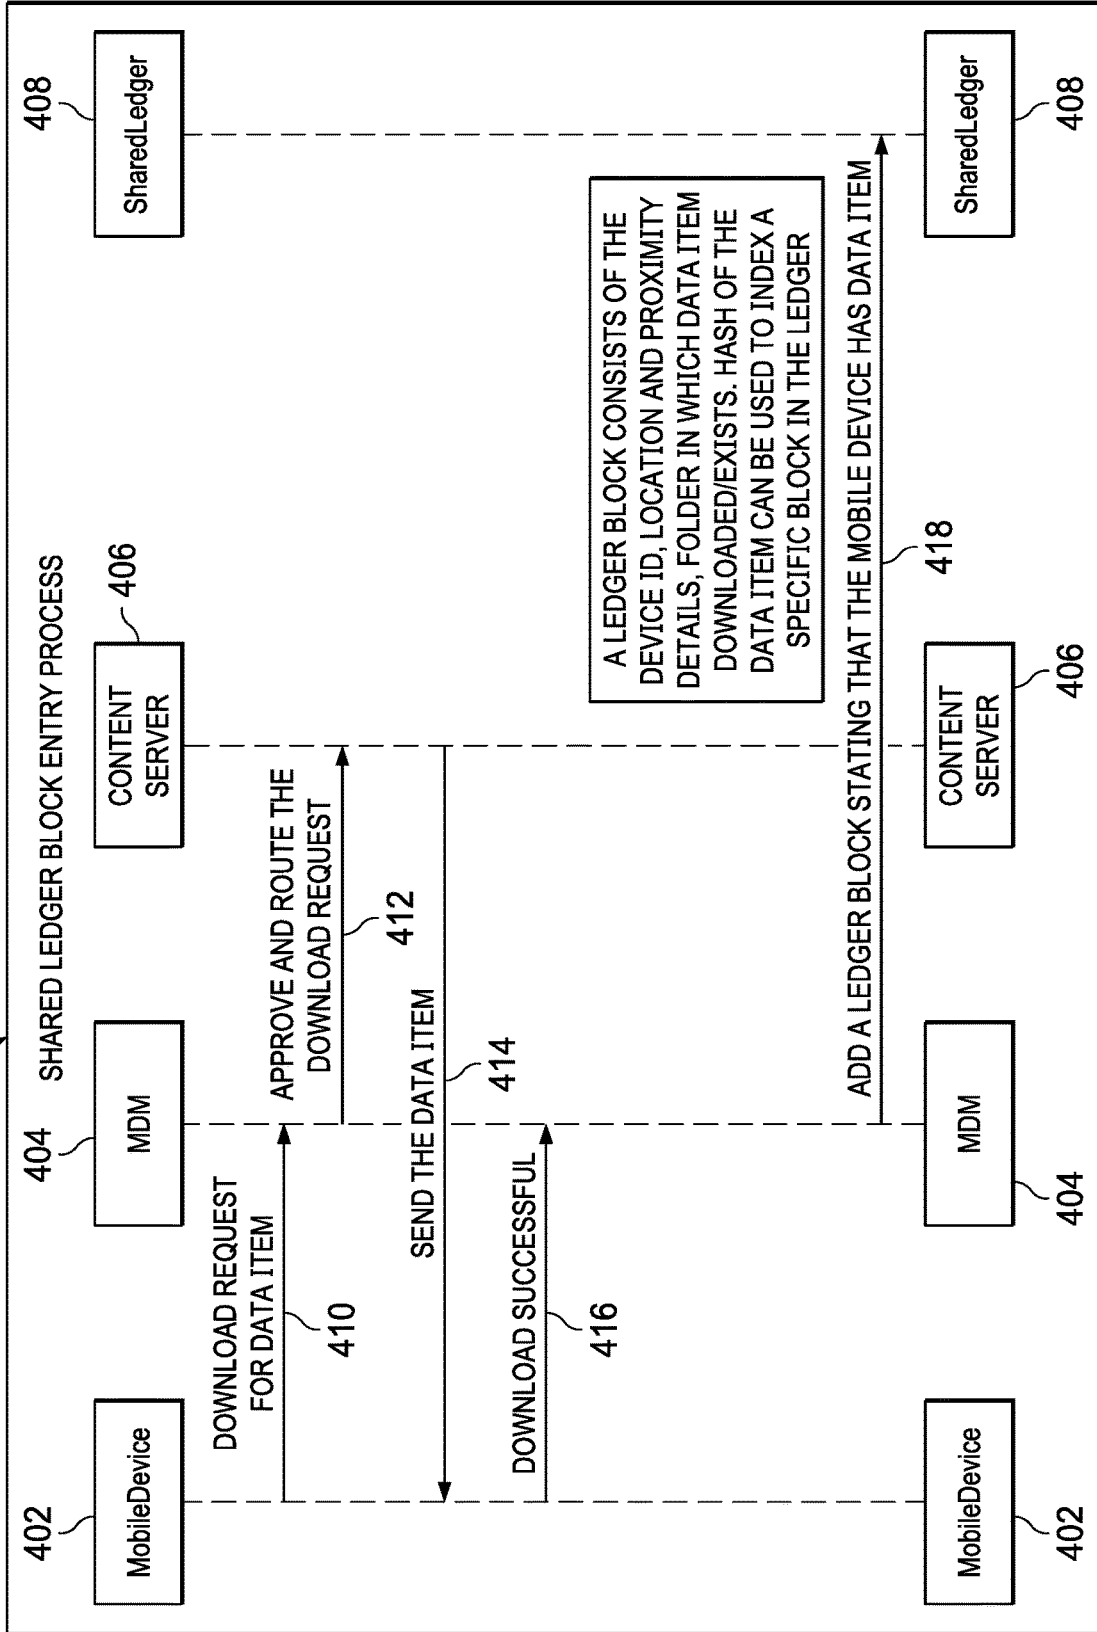 SHARED LEDGER BLOCK ENTRY PROCESS
402
404
406
408
MobileDevice
MDM
CONTENT
SERVER
SharedLedger
DOWNLOAD REQUEST
FOR DATA ITEM
410
APPROVE AND ROUTE THE
DOWNLOAD REQUEST
412
SEND THE DATA ITEM
414
DOWNLOAD SUCCESSFUL
416
A LEDGER BLOCK CONSISTS OF THE
DEVICE ID, LOCATION AND PROXIMITY
DETAILS, FOLDER IN WHICH DATA ITEM
DOWNLOADED/EXISTS. HASH OF THE
DATA ITEM CAN BE USED TO INDEX A
SPECIFIC BLOCK IN THE LEDGER
ADD A LEDGER BLOCK STATING THAT THE MOBILE DEVICE HAS DATA ITEM
418
MobileDevice
MDM
CONTENT
SERVER
SharedLedger
402
404
406
408